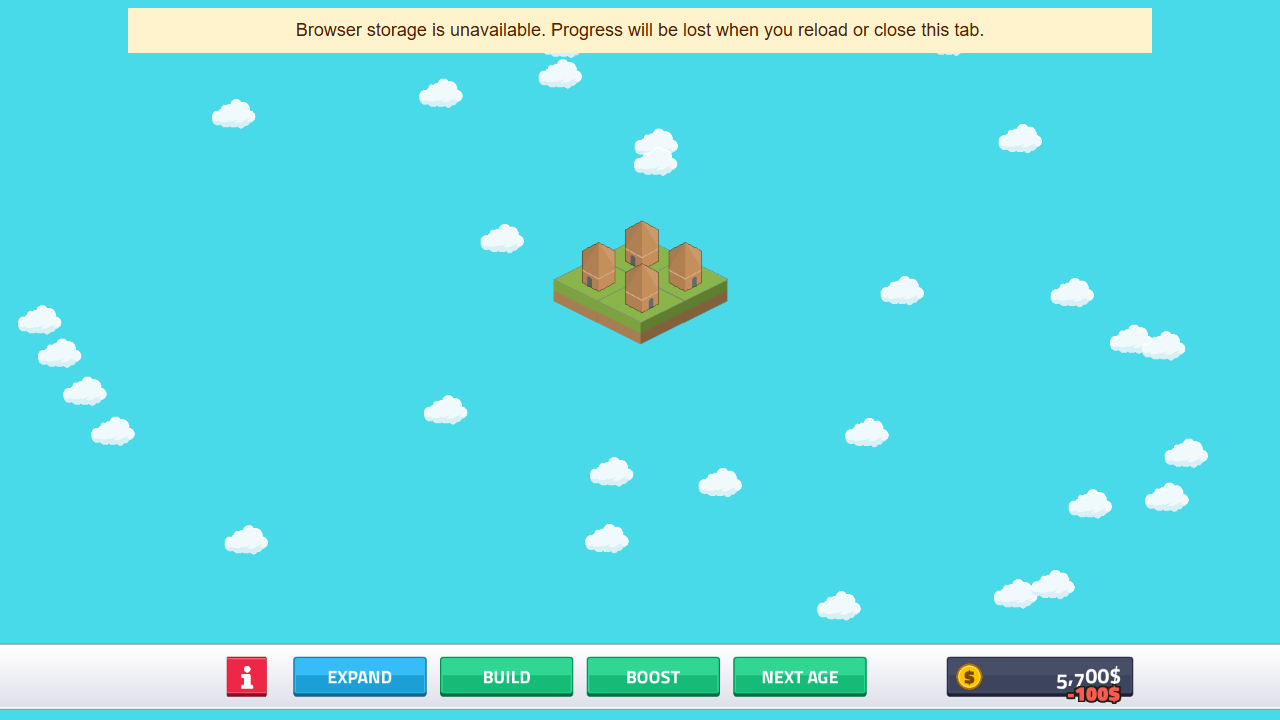 Browser storage is unavailable. Progress will be lost when you reload or close this tab.
EXPAND
BUILD
BOOST
NEXT AGE
5,700$
-100$